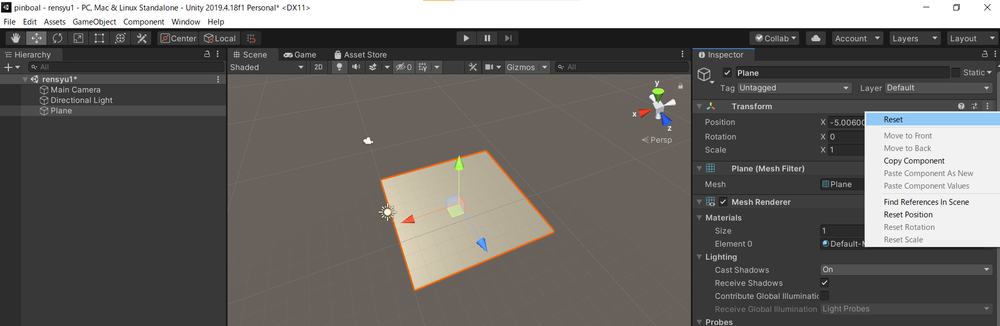 pinboal - rensyu1 - PC, Mac & Linux Standalone - Unity 2019.4.18f1 Personal* <DX11>
File Edit Assets GameObject Component Window Help
Center Local Collab Account Layers Layout
Hierarchy Scene Game Asset Store Inspector
All Shaded 2D 0 Gizmos All
rensyu1*
Main Camera
Directional Light
Plane
y
x
z
Persp
Plane Static
Tag Untagged Layer Default
Transform
Position X -5.00600
Rotation X 0
Scale X 1
Plane (Mesh Filter)
Mesh Plane
Mesh Renderer
Materials
Size 1
Element 0 Default-
Lighting
Cast Shadows On
Receive Shadows
Contribute Global Illuminatic
Receive Global Illumination Light Probes
Probes
Reset
Move to Front
Move to Back
Copy Component
Paste Component As New
Paste Component Values
Find References In Scene
Reset Position
Reset Rotation
Reset Scale